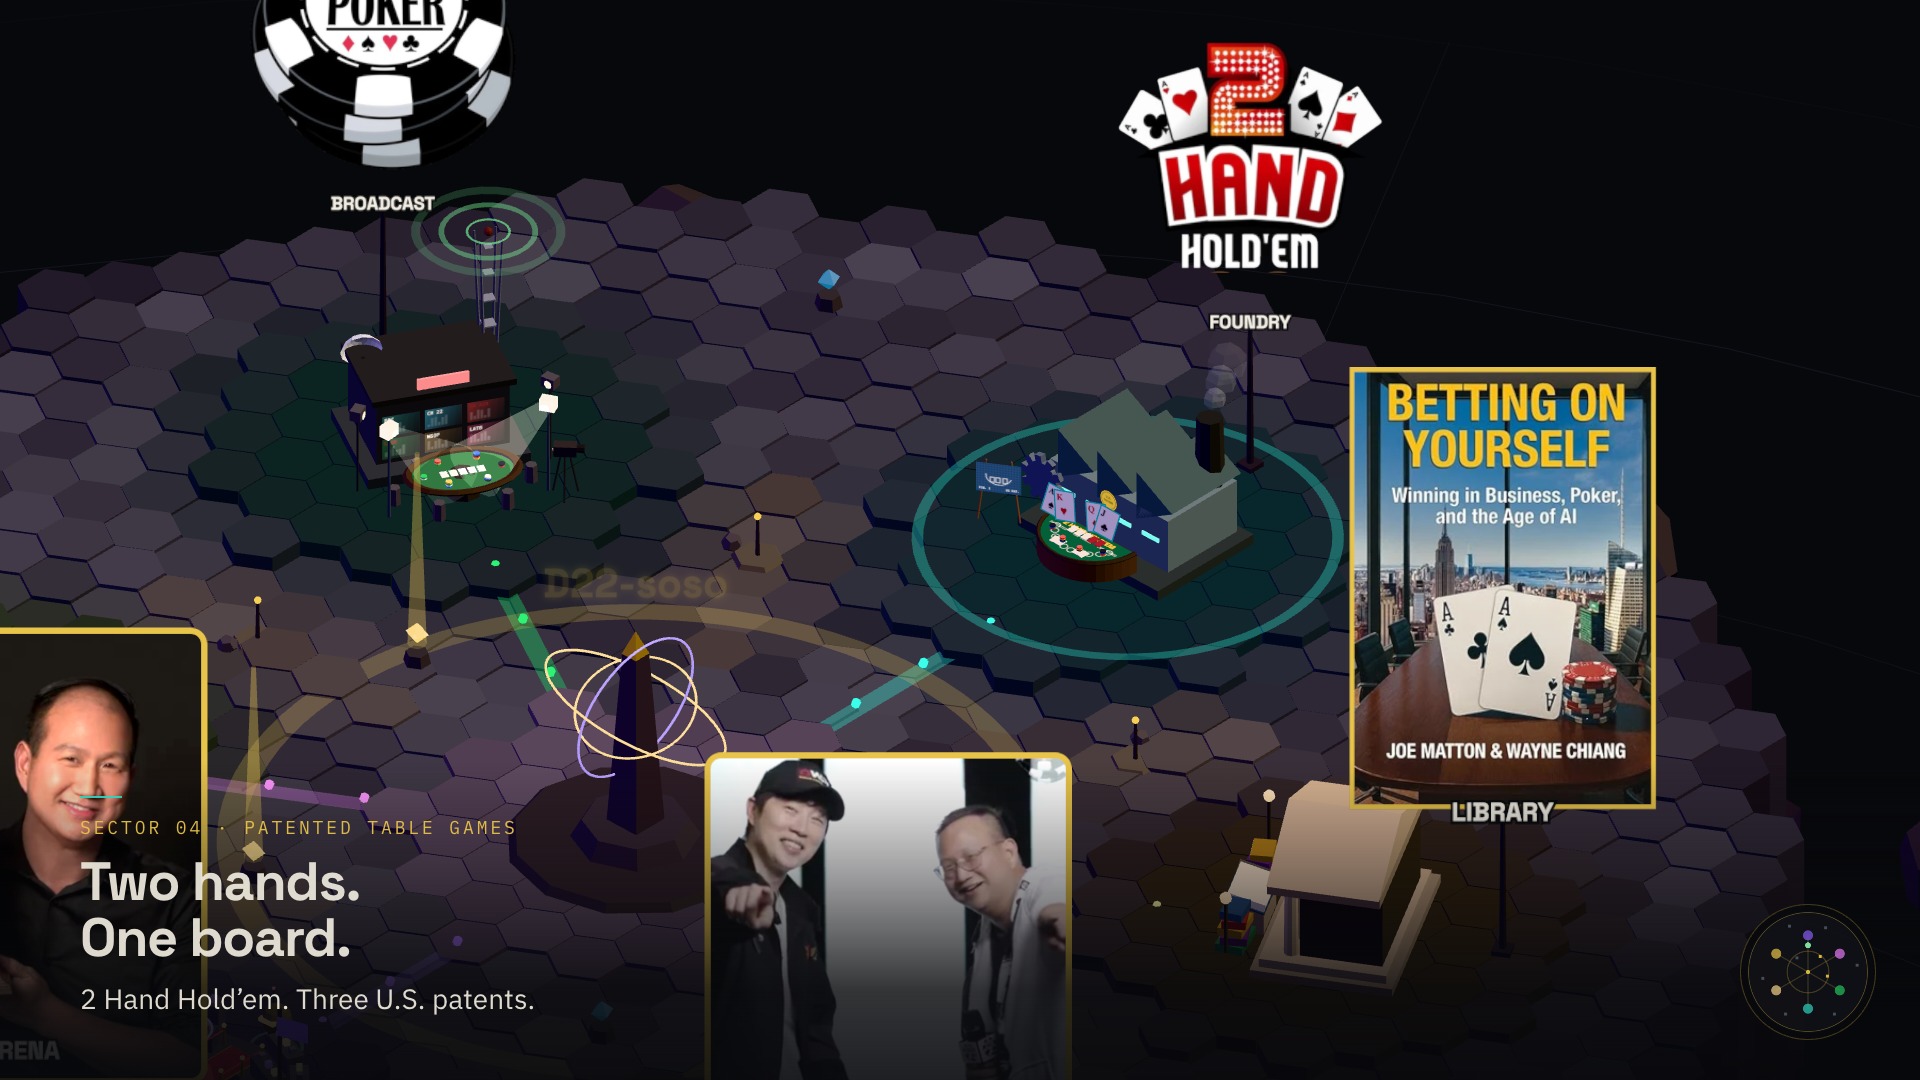 POKER
BROADCAST
2
HAND
HOLD'EM
FOUNDRY
BETTING ON
YOURSELF
Winning in Business, Poker,
and the Age of AI
JOE MATTON & WAYNE CHIANG
LIBRARY
D22-soso
SECTOR 04 · PATENTED TABLE GAMES
Two hands.
One board.
2 Hand Hold’em. Three U.S. patents.
RENA